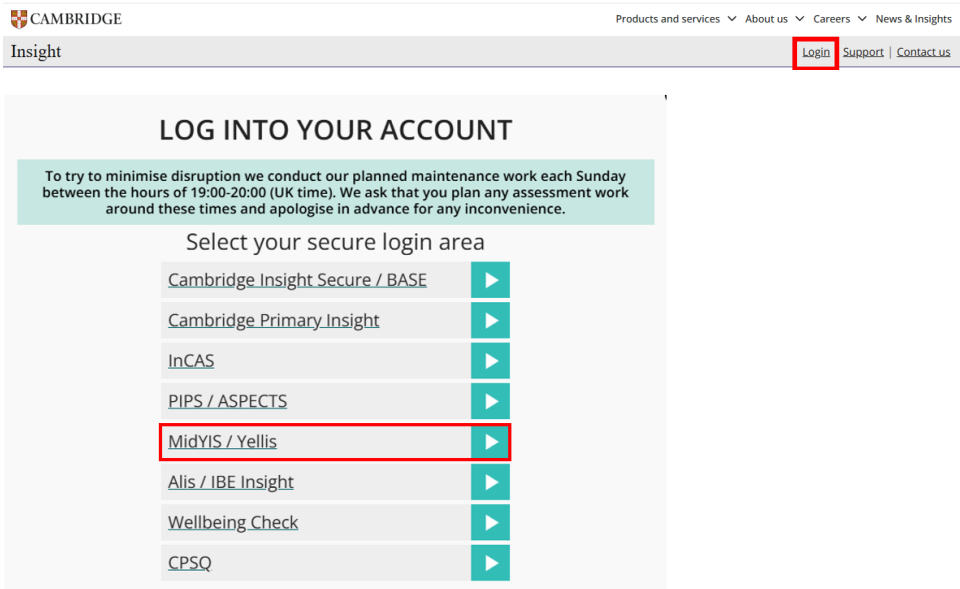 CAMBRIDGE
Products and services About us Careers News & Insights
Insight
Login Support | Contact us
LOG INTO YOUR ACCOUNT
To try to minimise disruption we conduct our planned maintenance work each Sunday
between the hours of 19:00-20:00 (UK time). We ask that you plan any assessment work
around these times and apologise in advance for any inconvenience.
Select your secure login area
Cambridge Insight Secure / BASE
Cambridge Primary Insight
InCAS
PIPS / ASPECTS
MidYIS / Yellis
Alis / IBE Insight
Wellbeing Check
CPSQ